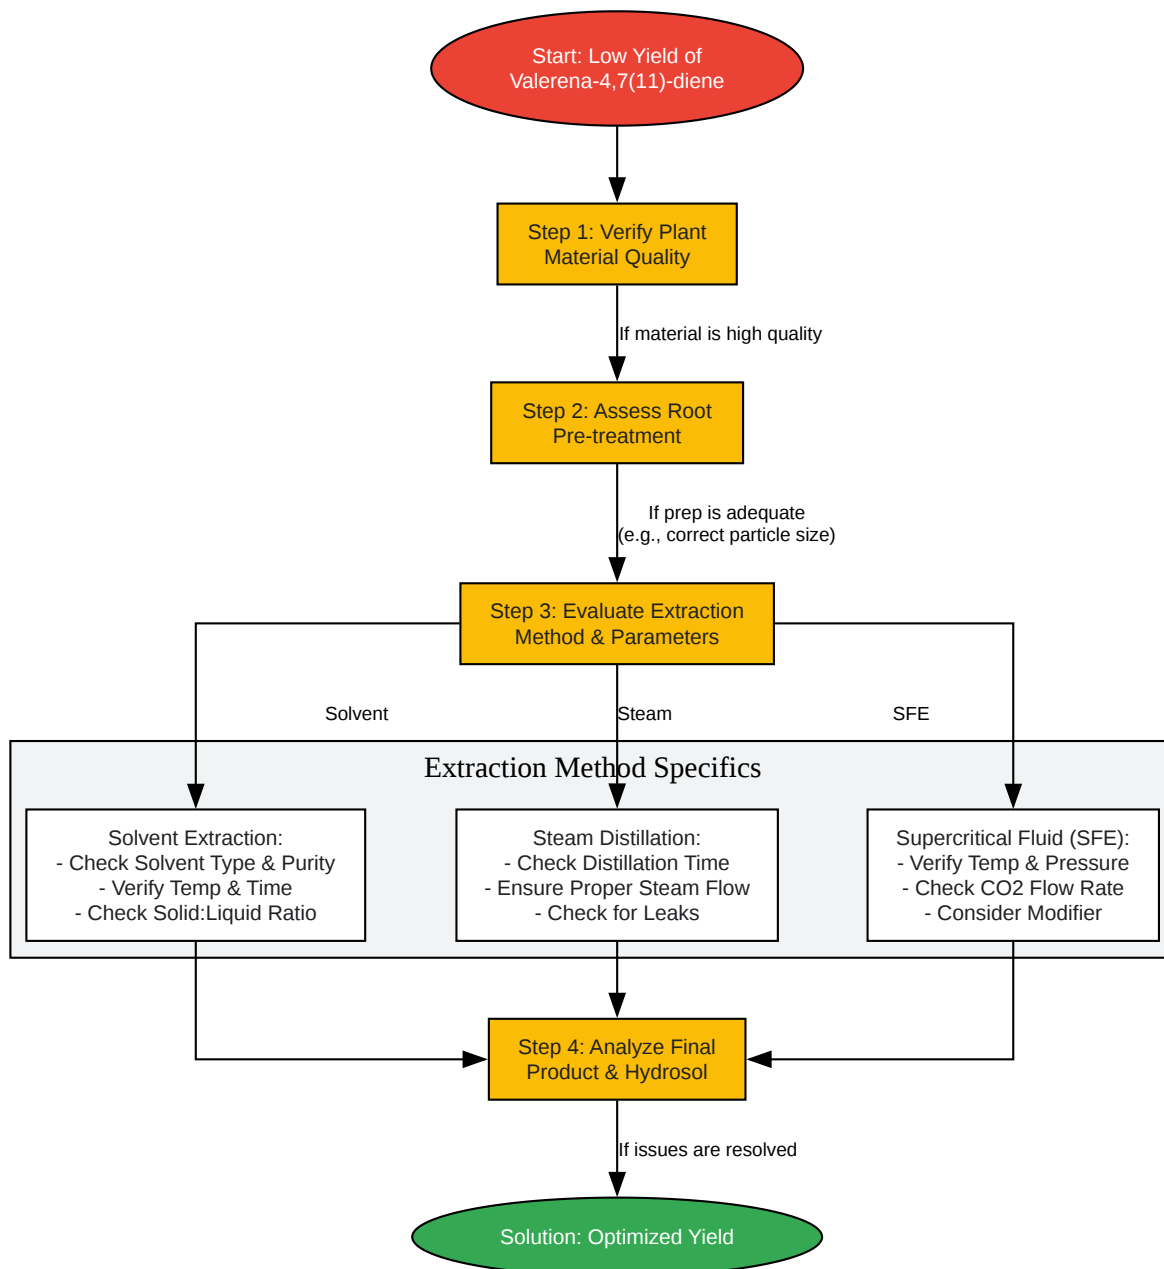 Start: Low Yield of
Valerena-4,7(11)-diene
Step 1: Verify Plant
Material Quality
If material is high quality
Step 2: Assess Root
Pre-treatment
If prep is adequate
(e.g., correct particle size)
Step 3: Evaluate Extraction
Method & Parameters
Solvent
Steam
SFE
Extraction Method Specifics
Solvent Extraction:
- Check Solvent Type & Purity
- Verify Temp & Time
- Check Solid:Liquid Ratio
Steam Distillation:
- Check Distillation Time
- Ensure Proper Steam Flow
- Check for Leaks
Supercritical Fluid (SFE):
- Verify Temp & Pressure
- Check CO2 Flow Rate
- Consider Modifier
Step 4: Analyze Final
Product & Hydrosol
If issues are resolved
Solution: Optimized Yield